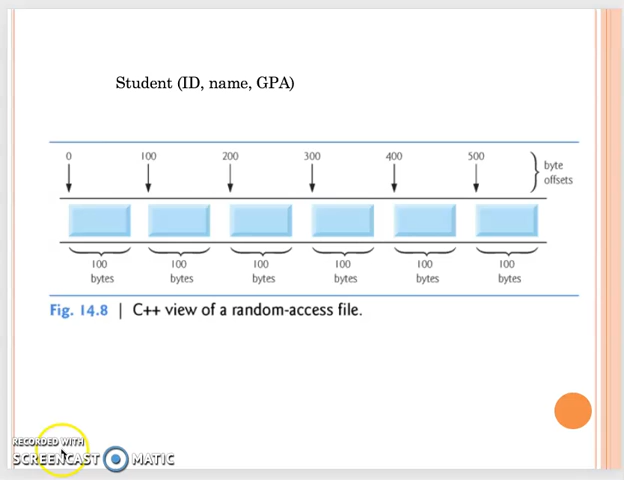 Student (ID, name, GPA)
0 100 200 300 400 500
byte
offsets
100 100 100 100 100 100
bytes bytes bytes bytes bytes bytes
Fig. 14.8 | C++ view of a random-access file.
RECORDED WITH
SCREENCAST MATIC